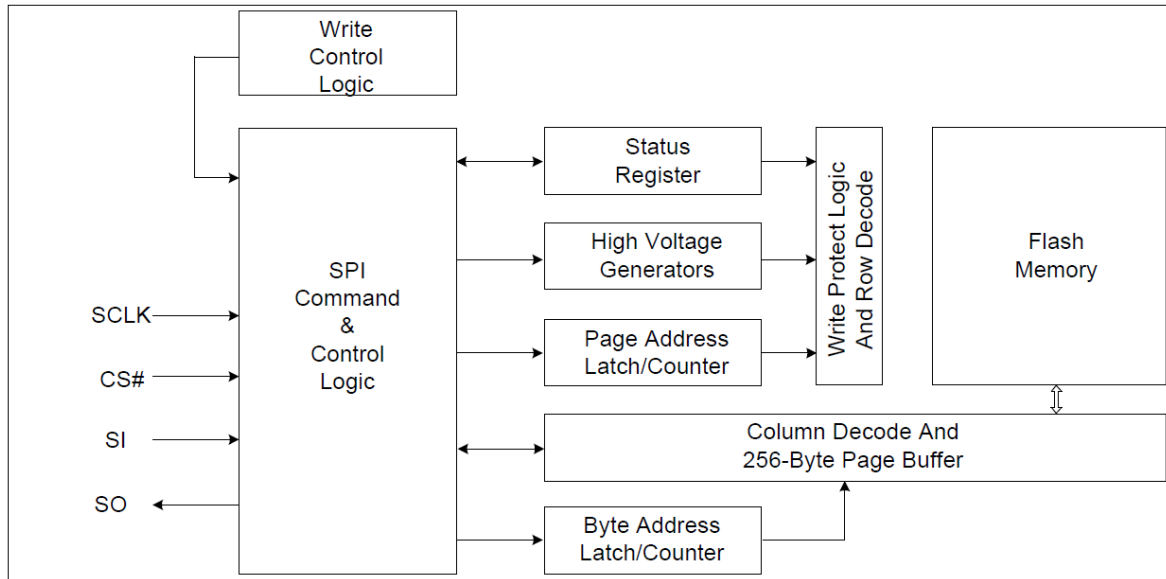 Write
Control
Logic
SPI
Command
&
Control
Logic
SCLK
CS#
SI
SO
Status
Register
High Voltage
Generators
Page Address
Latch/Counter
Write Protect Logic
And Row Decode
Flash
Memory
Column Decode And
256-Byte Page Buffer
Byte Address
Latch/Counter